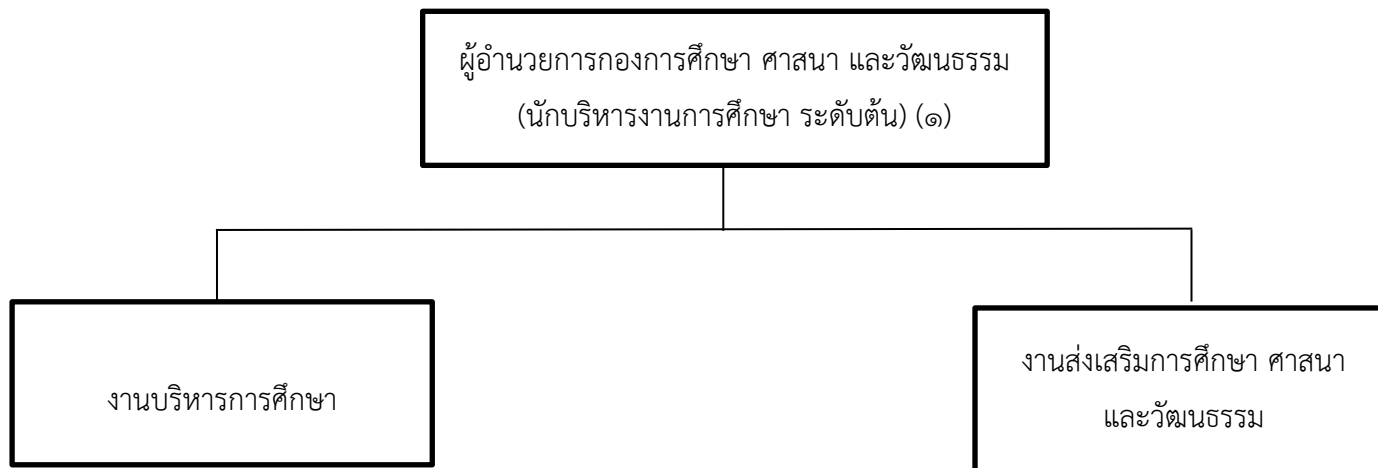 ผู้อำนวยการกองการศึกษา ศาสนา และวัฒนธรรม
(นักบริหารงานการศึกษา ระดับต้น) (๑)
งานบริหารการศึกษา
งานส่งเสริมการศึกษา ศาสนา
และวัฒนธรรม